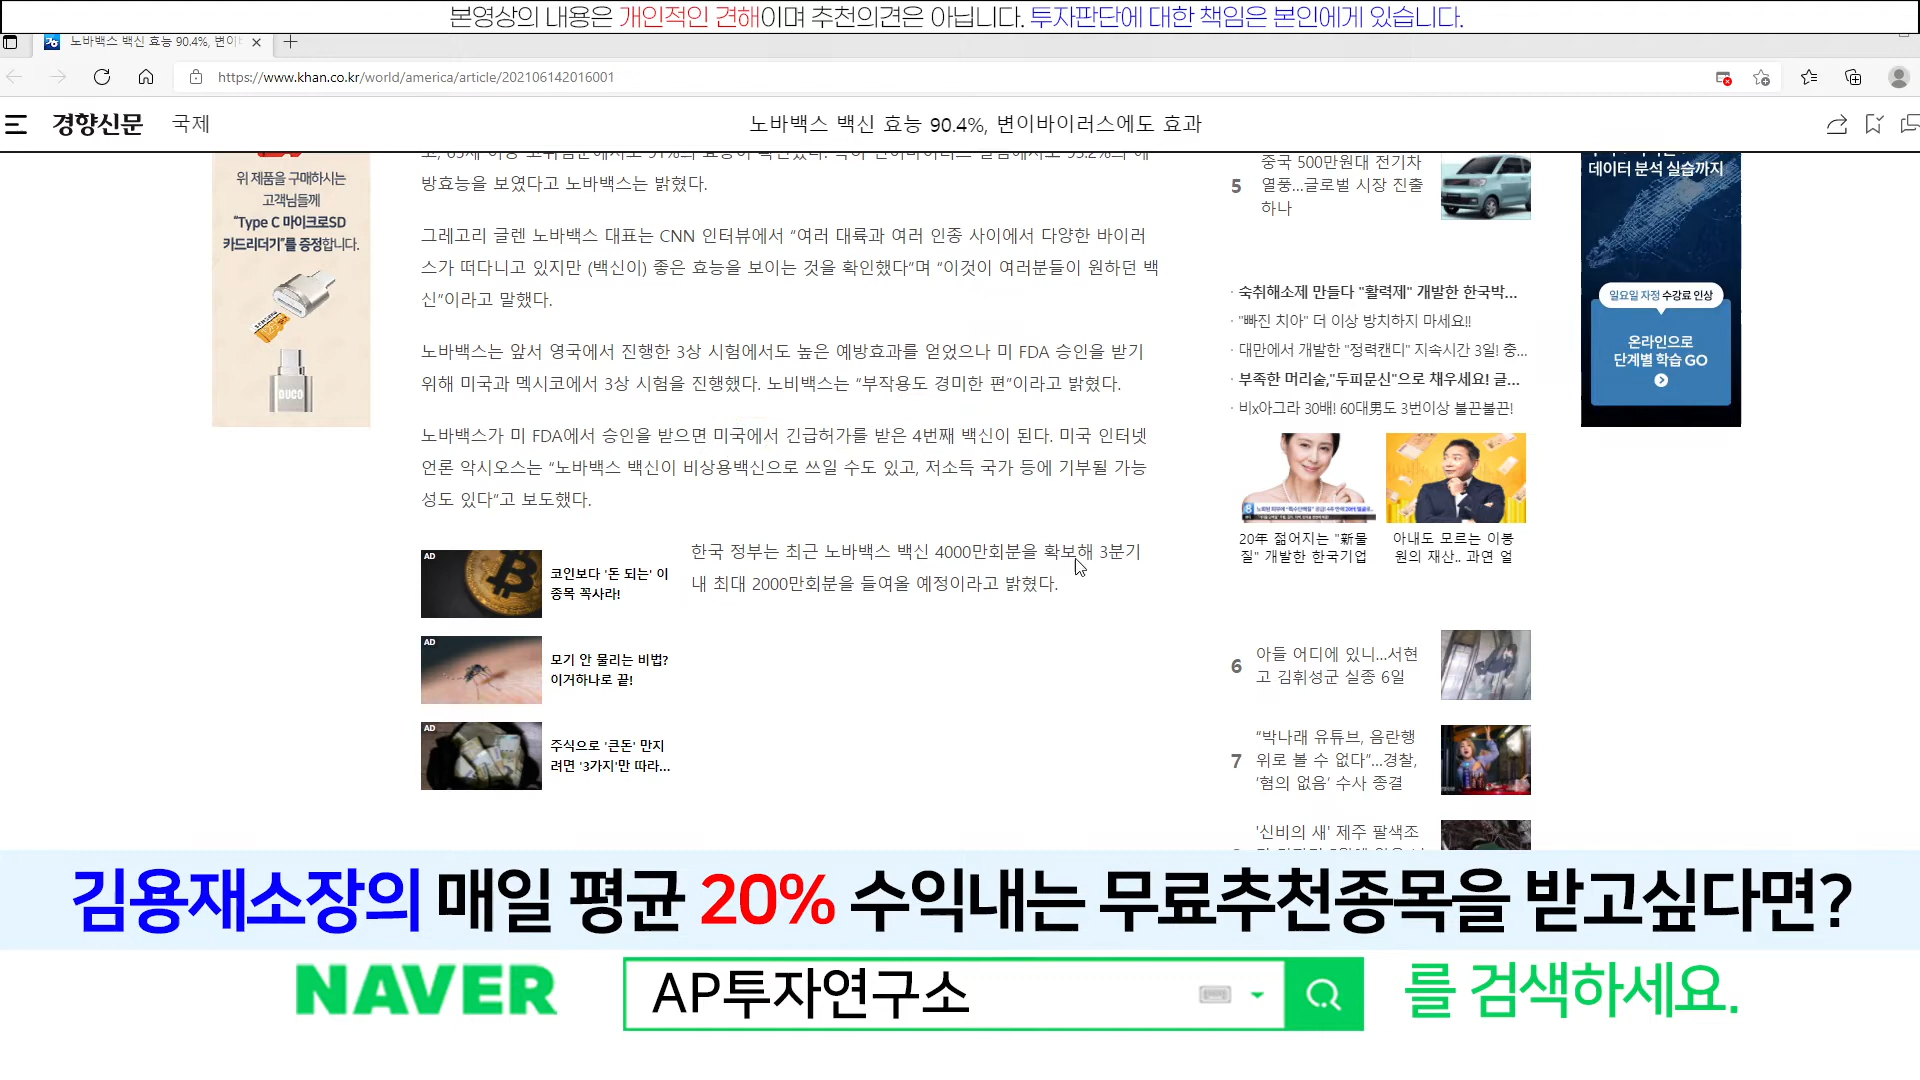 본영상의 내용은 개인적인 견해이며 추천의견은 아닙니다. 투자판단에 대한 책임은 본인에게 있습니다.
노바백스 백신 효능 90.4%, 변이
https://www.khan.co.kr/world/america/article/202106142016001
경향신문 국제
노바백스 백신 효능 90.4%, 변이바이러스에도 효과
위 제품을 구매하시는
고객님들께
“Type C 마이크로SD
카드리더기”를 증정합니다.
DUCO
방효능을 보였다고 노바백스는 밝혔다.
그레고리 글렌 노바백스 대표는 CNN 인터뷰에서 “여러 대륙과 여러 인종 사이에서 다양한 바이러
스가 떠다니고 있지만 (백신이) 좋은 효능을 보이는 것을 확인했다”며 “이것이 여러분들이 원하던 백
신”이라고 말했다.
노바백스는 앞서 영국에서 진행한 3상 시험에서도 높은 예방효과를 얻었으나 미 FDA 승인을 받기
위해 미국과 멕시코에서 3상 시험을 진행했다. 노비백스는 “부작용도 경미한 편”이라고 밝혔다.
노바백스가 미 FDA에서 승인을 받으면 미국에서 긴급허가를 받은 4번째 백신이 된다. 미국 인터넷
언론 악시오스는 “노바백스 백신이 비상용백신으로 쓰일 수도 있고, 저소득 국가 등에 기부될 가능
성도 있다”고 보도했다.
한국 정부는 최근 노바백스 백신 4000만회분을 확보해 3분기
내 최대 2000만회분을 들여올 예정이라고 밝혔다.
AD
코인보다 '돈 되는' 이
종목 꼭사라!
AD
모기 안 물리는 비법?
이거하나로 끝!
AD
주식으로 '큰돈' 만지
려면 '3가지'만 따라...
5
중국 500만원대 전기차
열풍…글로벌 시장 진출
하나
· 숙취해소제 만들다 "활력제" 개발한 한국박...
· "빠진 치아" 더 이상 방치하지 마세요!!
· 대만에서 개발한 "정력캔디" 지속시간 3일! 충...
· 부족한 머리숱,"두피문신"으로 채우세요! 글...
· 비x아그라 30배! 60대男도 3번이상 불끈불끈!
20年 젊어지는 "新물
질" 개발한 한국기업
아내도 모르는 이봉
원의 재산.. 과연 얼
6
아들 어디에 있니…서현
고 김휘성군 실종 6일
7
“박나래 유튜브, 음란행
위로 볼 수 없다”…경찰,
‘혐의 없음’ 수사 종결
'신비의 새' 제주 팔색조
데이터 분석 실습까지
일요일 자정 수강료 인상
온라인으로
단계별 학습 GO
김용재소장의 매일 평균 20% 수익내는 무료추천종목을 받고싶다면?
NAVER AP투자연구소 를 검색하세요.